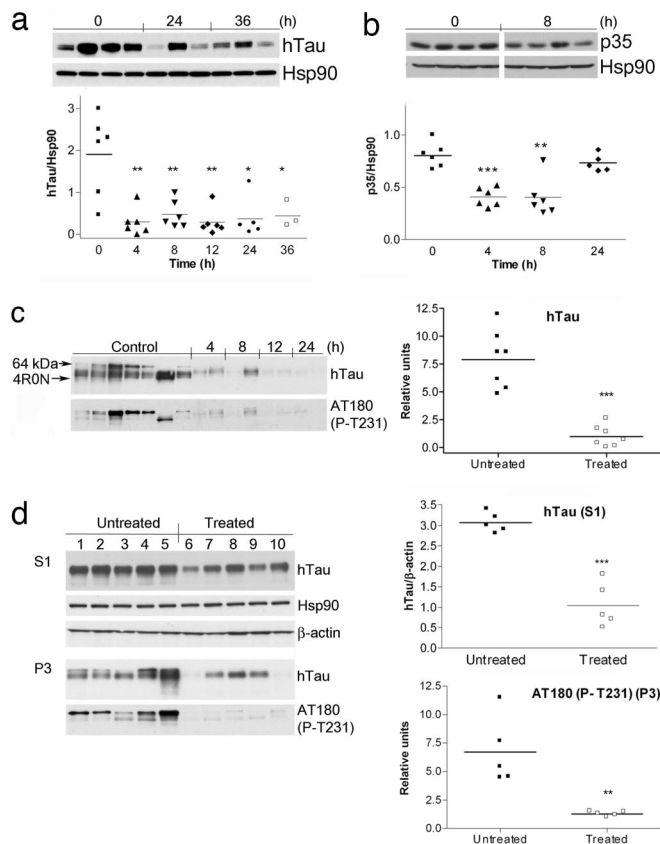 a
0 24 36 (h)
hTau
Hsp90
hTau/Hsp90
3
2
1
0
** ** ** * *
0 4 8 12 24 36
Time (h)
b
0 8 (h)
p35
Hsp90
p35/Hsp90
1.0
0.5
0.0
*** **
0 4 8 24
Time (h)
c
Control 4 8 12 24 (h)
64 kDa
4R0N
hTau
AT180
(P-T231)
hTau
Relative units
12.5
10.0
7.5
5.0
2.5
0.0
***
Untreated Treated
d
Untreated Treated
1 2 3 4 5 6 7 8 9 10
S1
hTau
Hsp90
β-actin
P3
hTau
AT180
(P-T231)
hTau (S1)
hTau/β-actin
3.5
3.0
2.5
2.0
1.5
1.0
0.5
0.0
***
Untreated Treated
AT180 (P- T231) (P3)
Relative units
12.5
10.0
7.5
5.0
2.5
0.0
**
Untreated Treated